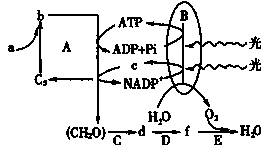 b ATP B
a A ADP+Pi 光
c 光
C₅ NADP⁺
H₂O O₂
(CH₂O) C d D f E H₂O